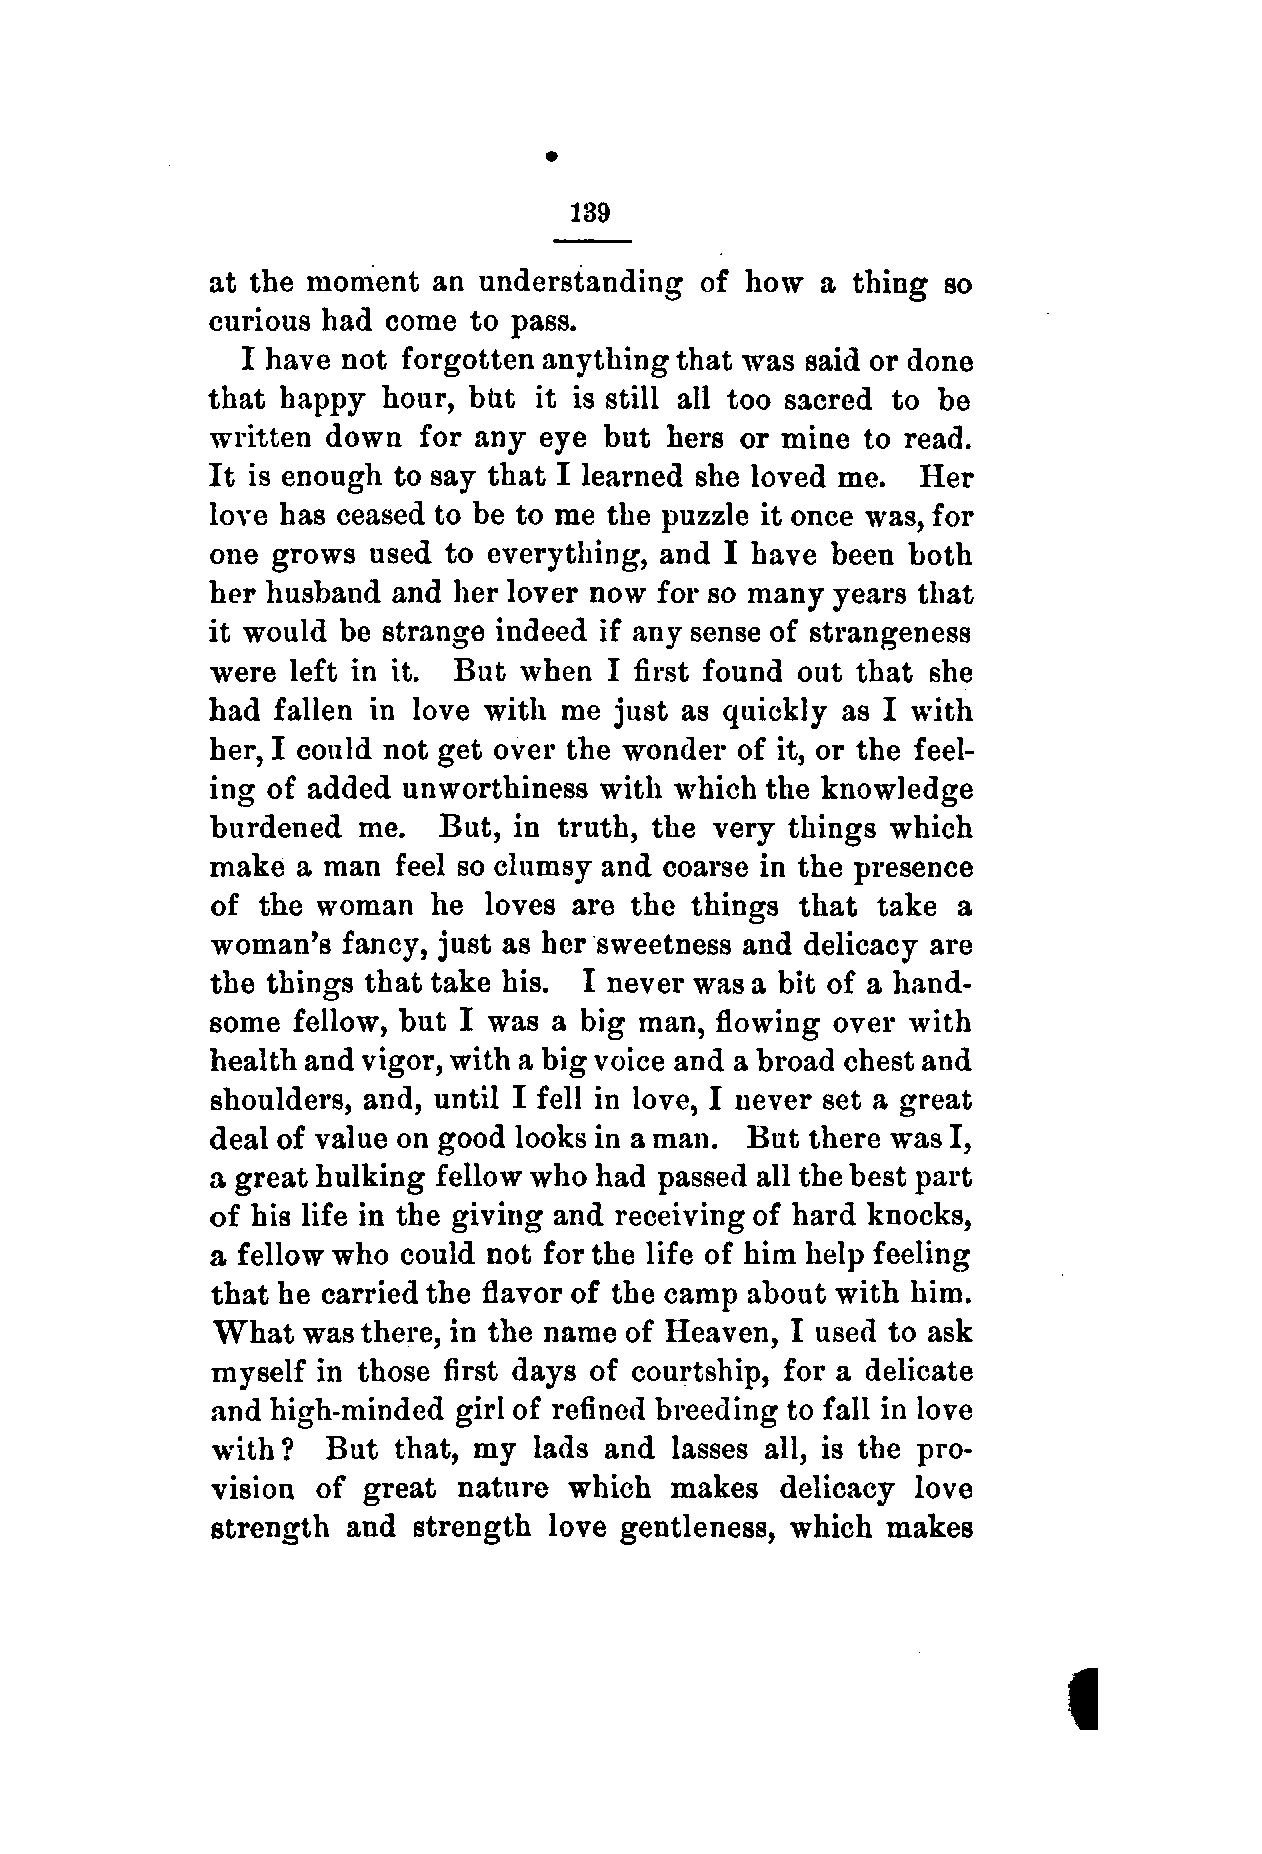 139
at the moment an understanding of how a thing so
curious had come to pass.
I have not forgotten anything that was said or done
that happy hour, but it is still all too sacred to be
written down for any eye but hers or mine to read.
It is enough to say that I learned she loved me. Her
love has ceased to be to me the puzzle it once was, for
one grows used to everything, and I have been both
her husband and her lover now for so many years that
it would be strange indeed if any sense of strangeness
were left in it. But when I first found out that she
had fallen in love with me just as quickly as I with
her, I could not get over the wonder of it, or the feel-
ing of added unworthiness with which the knowledge
burdened me. But, in truth, the very things which
make a man feel so clumsy and coarse in the presence
of the woman he loves are the things that take a
woman's fancy, just as her sweetness and delicacy are
the things that take his. I never was a bit of a hand-
some fellow, but I was a big man, flowing over with
health and vigor, with a big voice and a broad chest and
shoulders, and, until I fell in love, I never set a great
deal of value on good looks in a man. But there was I,
a great hulking fellow who had passed all the best part
of his life in the giving and receiving of hard knocks,
a fellow who could not for the life of him help feeling
that he carried the flavor of the camp about with him.
What was there, in the name of Heaven, I used to ask
myself in those first days of courtship, for a delicate
and high-minded girl of refined breeding to fall in love
with? But that, my lads and lasses all, is the pro-
vision of great nature which makes delicacy love
strength and strength love gentleness, which makes